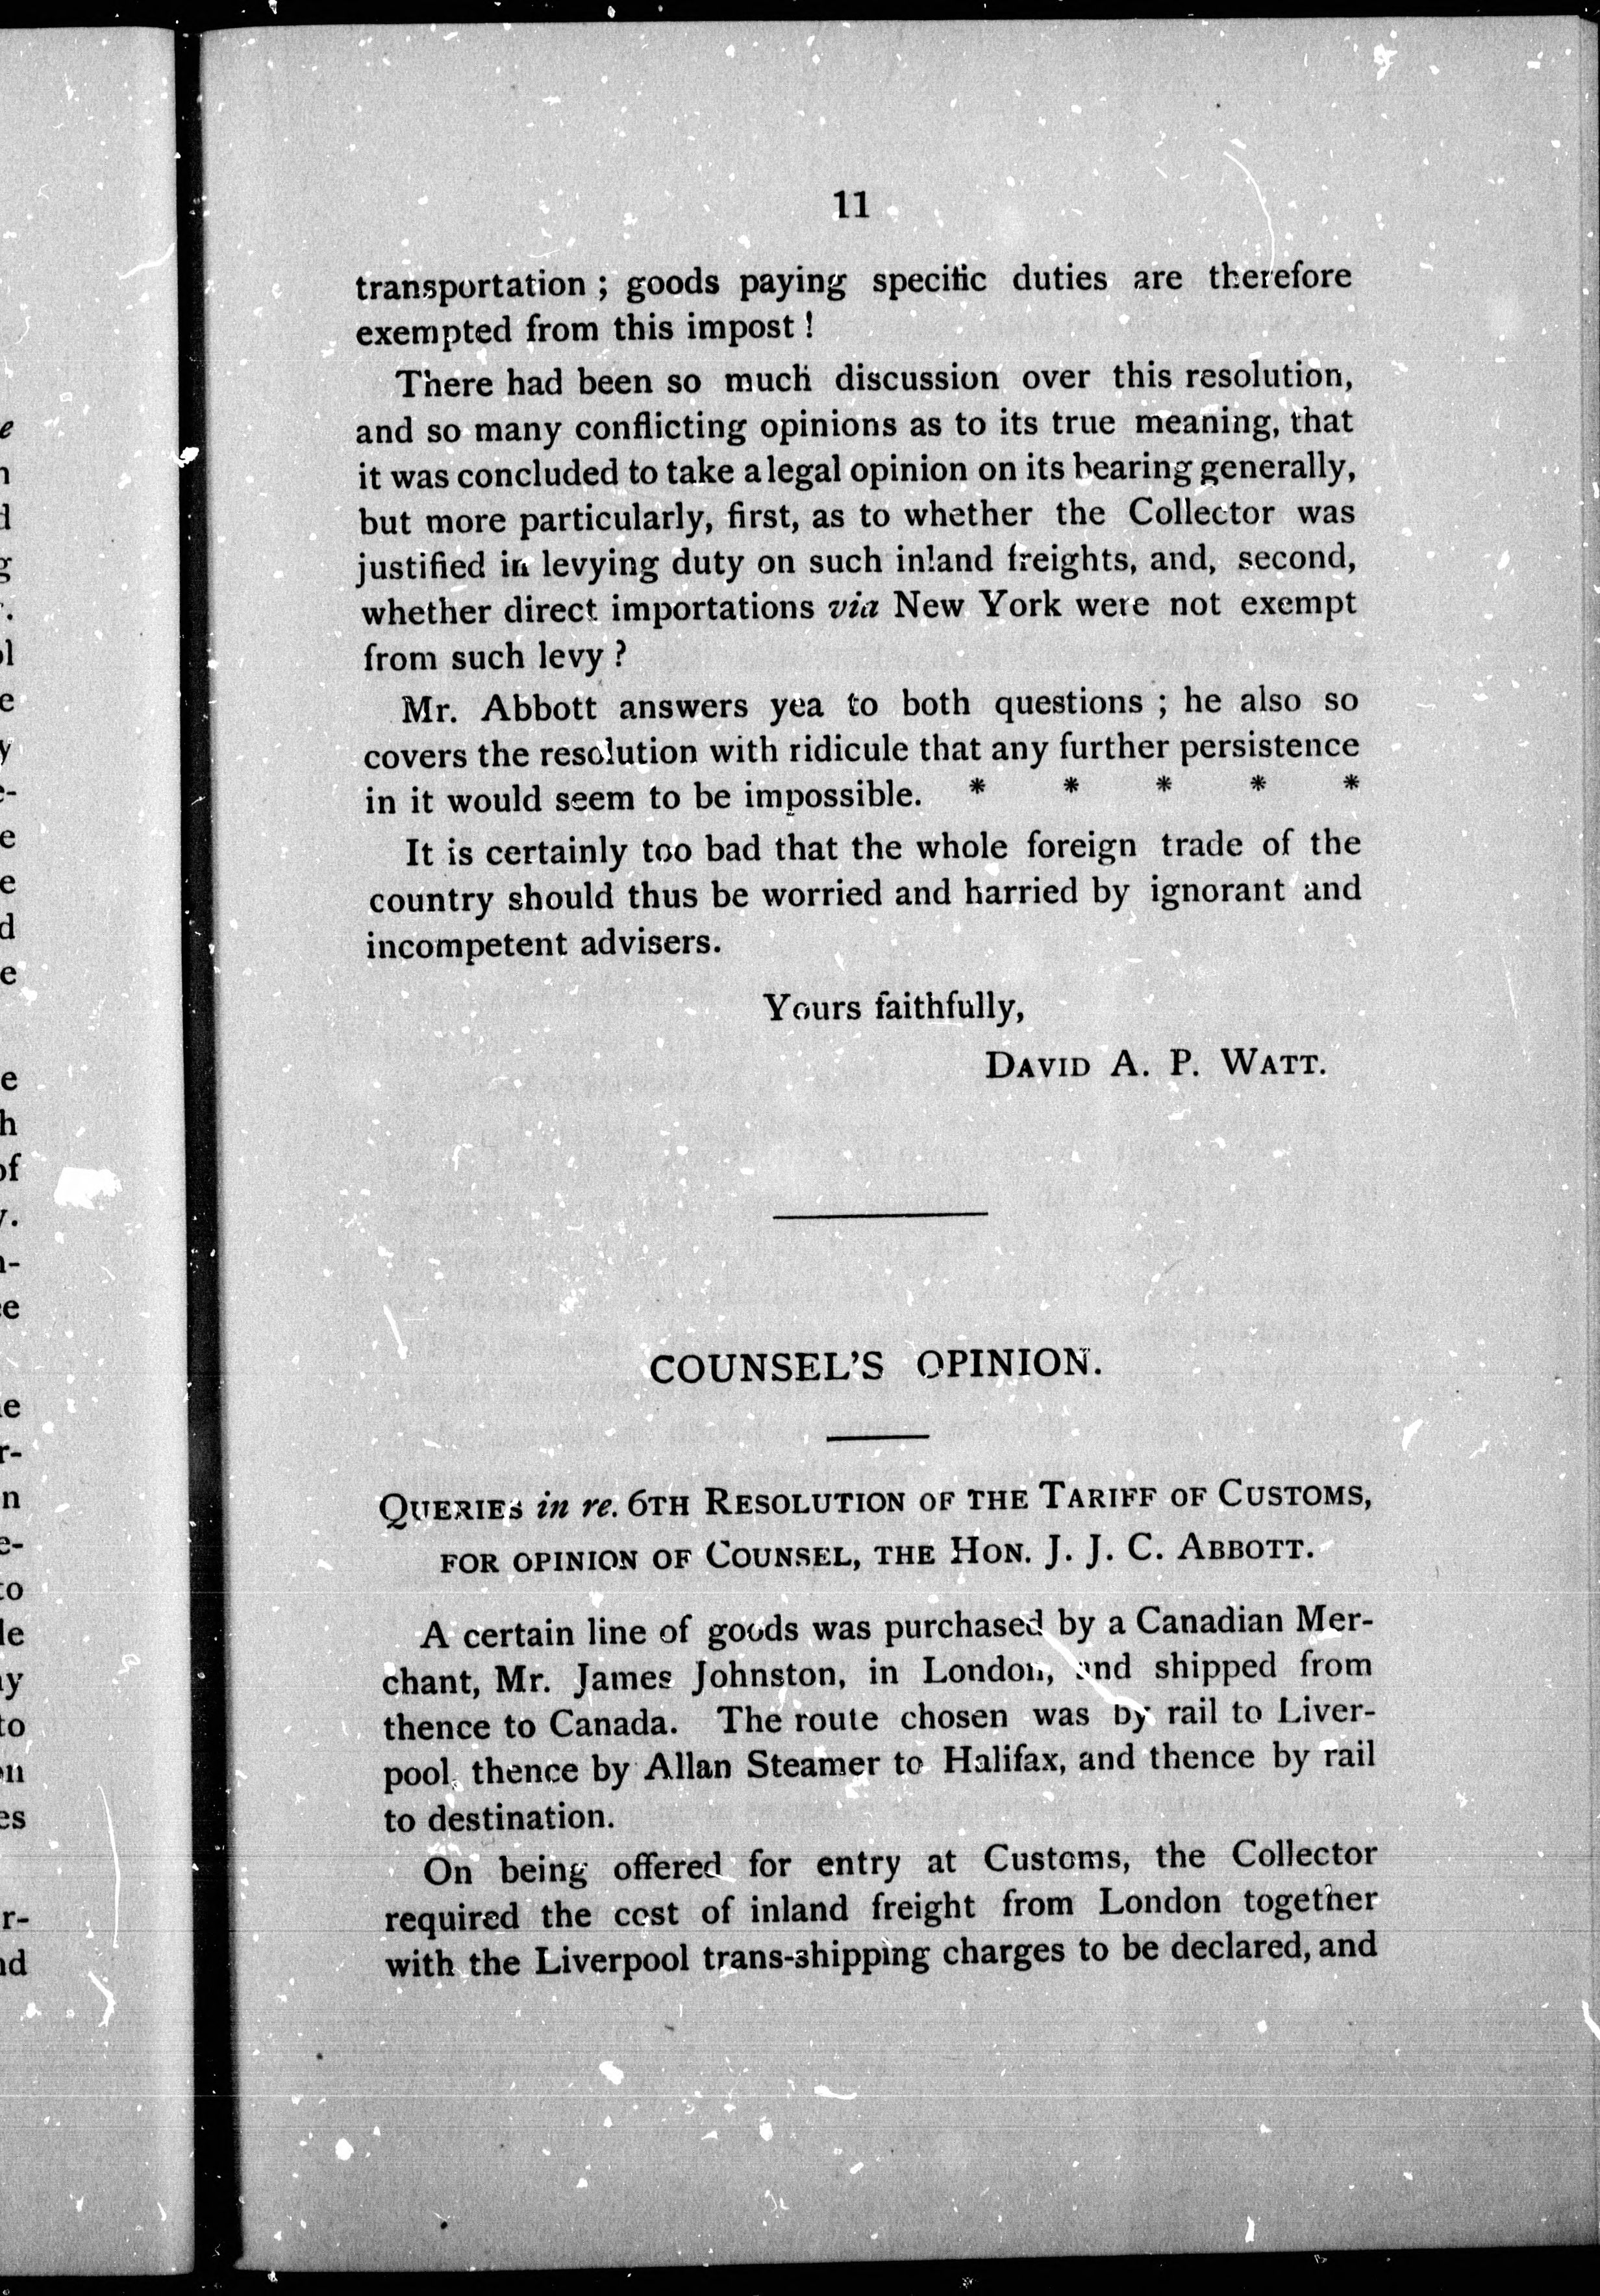 11
transportation ; goods paying specific duties are therefore
exempted from this impost !
There had been so much discussion over this resolution,
and so many conflicting opinions as to its true meaning, that
it was concluded to take a legal opinion on its bearing generally,
but more particularly, first, as to whether the Collector was
justified in levying duty on such inland freights, and, second,
whether direct importations via New York were not exempt
from such levy ?
Mr. Abbott answers yea to both questions ; he also so
covers the resolution with ridicule that any further persistence
in it would seem to be impossible. * * * * *
It is certainly too bad that the whole foreign trade of the
country should thus be worried and harried by ignorant and
incompetent advisers.
Yours faithfully,
DAVID A. P. WATT.
COUNSEL'S OPINION.
QUERIES in re. 6TH RESOLUTION OF THE TARIFF OF CUSTOMS,
FOR OPINION OF COUNSEL, THE HON. J. J. C. ABBOTT.
A certain line of goods was purchased by a Canadian Mer-
chant, Mr. James Johnston, in London, and shipped from
thence to Canada. The route chosen was by rail to Liver-
pool, thence by Allan Steamer to Halifax, and thence by rail
to destination.
On being offered for entry at Customs, the Collector
required the cost of inland freight from London together
with the Liverpool trans-shipping charges to be declared, and